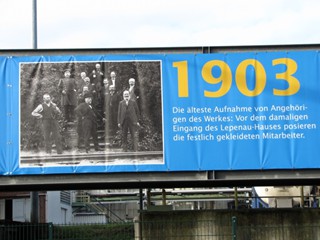 1903
Die älteste Aufnahme von Angehöri-
gen des Werkes: Vor dem damaligen
Eingang des Lepenau-Hauses posieren
die festlich gekleideten Mitarbeiter.